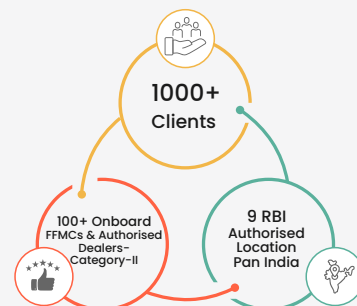 1000+
Clients
100+ Onboard
FFMCs & Authorised
Dealers-
Category-II
9 RBI
Authorised
Location
Pan India